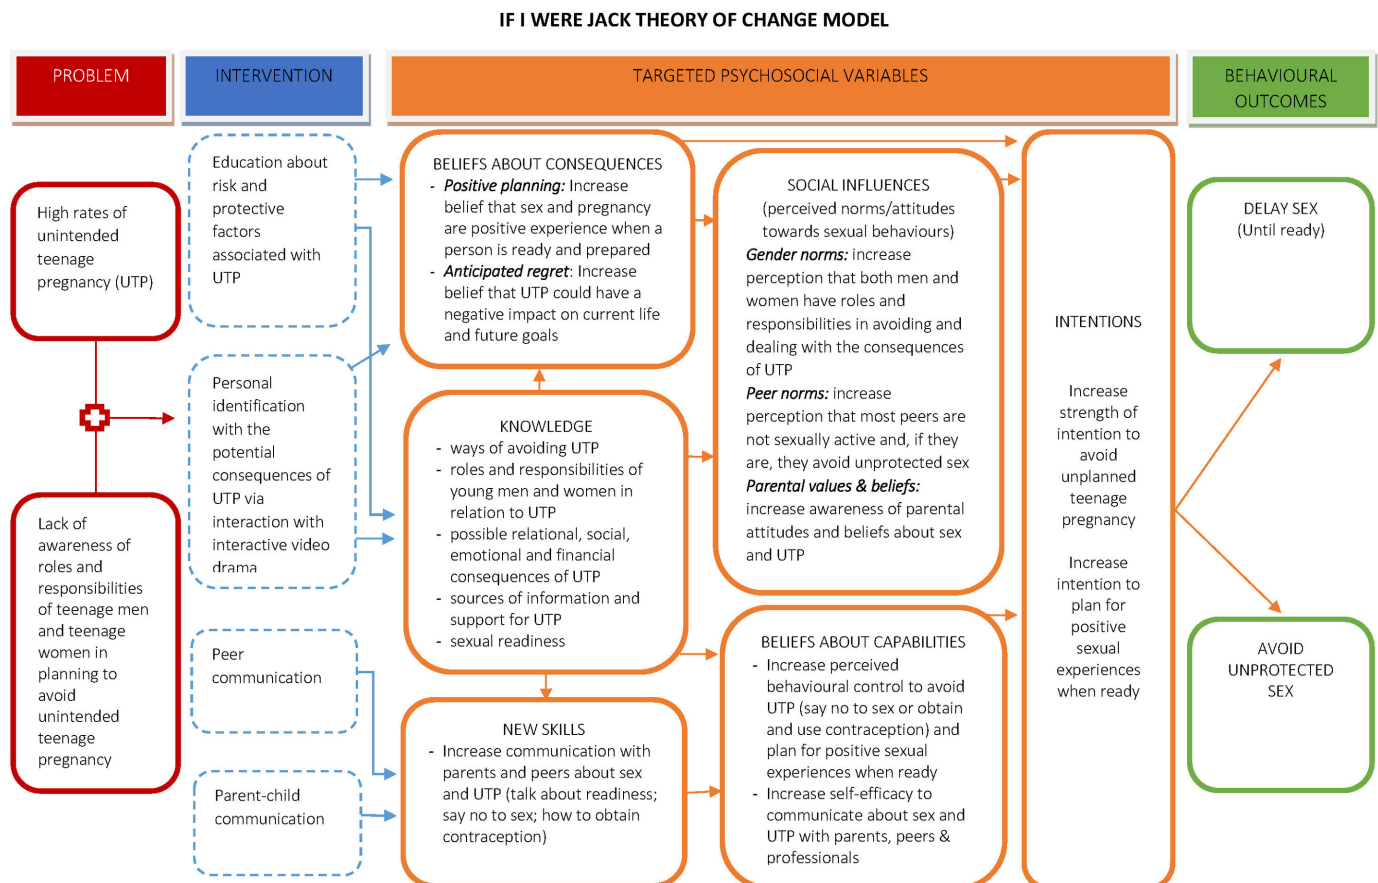 IF I WERE JACK THEORY OF CHANGE MODEL
PROBLEM
INTERVENTION
TARGETED PSYCHOSOCIAL VARIABLES
BEHAVIOURAL
OUTCOMES
High rates of
unintended
teenage
pregnancy (UTP)
Lack of
awareness of
roles and
responsibilities
of teenage men
and teenage
women in
planning to
avoid
unintended
teenage
pregnancy
Education about
risk and
protective
factors
associated with
UTP
Personal
identification
with the
potential
consequences of
UTP via
interaction with
interactive video
drama
Peer
communication
Parent-child
communication
BELIEFS ABOUT CONSEQUENCES
- Positive planning: Increase
belief that sex and pregnancy
are positive experience when a
person is ready and prepared
- Anticipated regret: Increase
belief that UTP could have a
negative impact on current life
and future goals
KNOWLEDGE
- ways of avoiding UTP
- roles and responsibilities of
young men and women in
relation to UTP
- possible relational, social,
emotional and financial
consequences of UTP
- sources of information and
support for UTP
- sexual readiness
NEW SKILLS
- Increase communication with
parents and peers about sex
and UTP (talk about readiness;
say no to sex; how to obtain
contraception)
SOCIAL INFLUENCES
(perceived norms/attitudes
towards sexual behaviours)
Gender norms: increase
perception that both men and
women have roles and
responsibilities in avoiding and
dealing with the consequences
of UTP
Peer norms: increase
perception that most peers are
not sexually active and, if they
are, they avoid unprotected sex
Parental values & beliefs:
increase awareness of parental
attitudes and beliefs about sex
and UTP
BELIEFS ABOUT CAPABILITIES
- Increase perceived
behavioural control to avoid
UTP (say no to sex or obtain
and use contraception) and
plan for positive sexual
experiences when ready
- Increase self-efficacy to
communicate about sex and
UTP with parents, peers &
professionals
INTENTIONS
Increase
strength of
intention to
avoid
unplanned
teenage
pregnancy
Increase
intention to
plan for
positive
sexual
experiences
when ready
DELAY SEX
(Until ready)
AVOID
UNPROTECTED
SEX